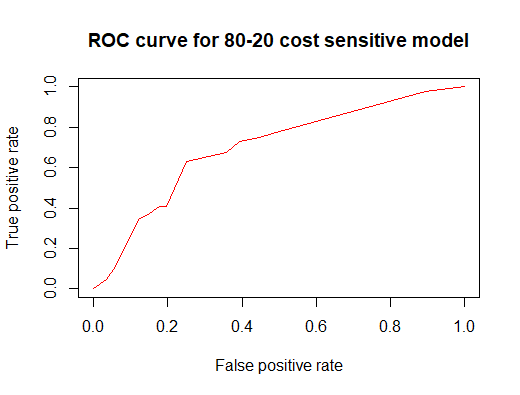 ROC curve for 80-20 cost sensitive model
True positive rate
1.0
0.8
0.6
0.4
0.2
0.0
0.0 0.2 0.4 0.6 0.8 1.0
False positive rate